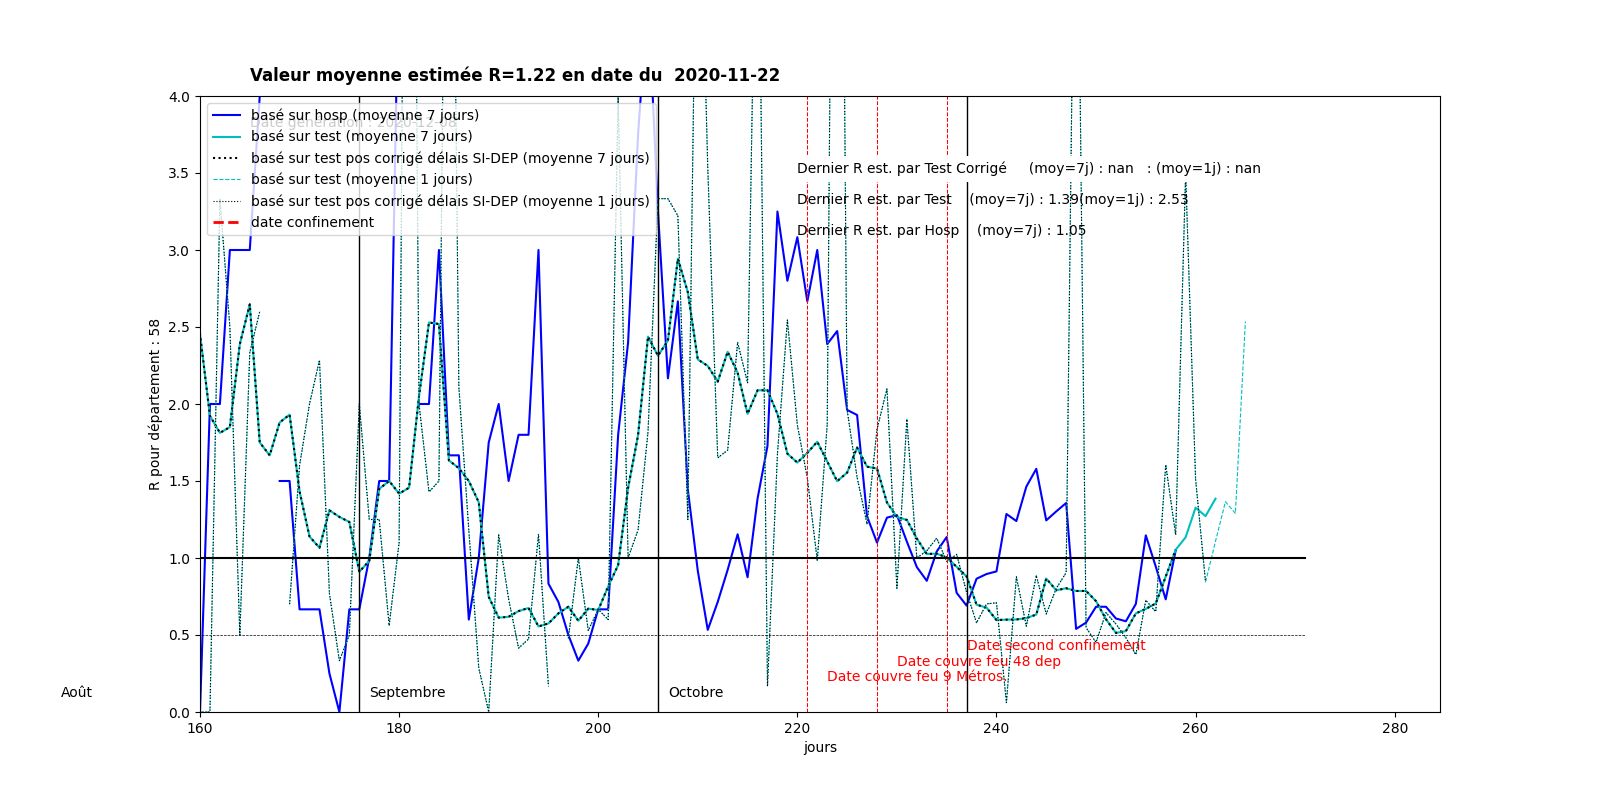 Valeur moyenne estimée R=1.22 en date du  2020-11-22
4.0
3.5
3.0
2.5
2.0
1.5
1.0
0.5
0.0
R pour département : 58
basé sur hosp (moyenne 7 jours)
basé sur test (moyenne 7 jours)
basé sur test pos corrigé délais SI-DEP (moyenne 7 jours)
basé sur test (moyenne 1 jours)
basé sur test pos corrigé délais SI-DEP (moyenne 1 jours)
date confinement
Dernier R est. par Test Corrigé     (moy=7j) : nan   : (moy=1j) : nan
Dernier R est. par Test    (moy=7j) : 1.39(moy=1j) : 2.53
Dernier R est. par Hosp    (moy=7j) : 1.05
Date second confinement
Date couvre feu 48 dep
Date couvre feu 9 Métros
Août
Septembre
Octobre
160 180 200 220 240 260 280
jours